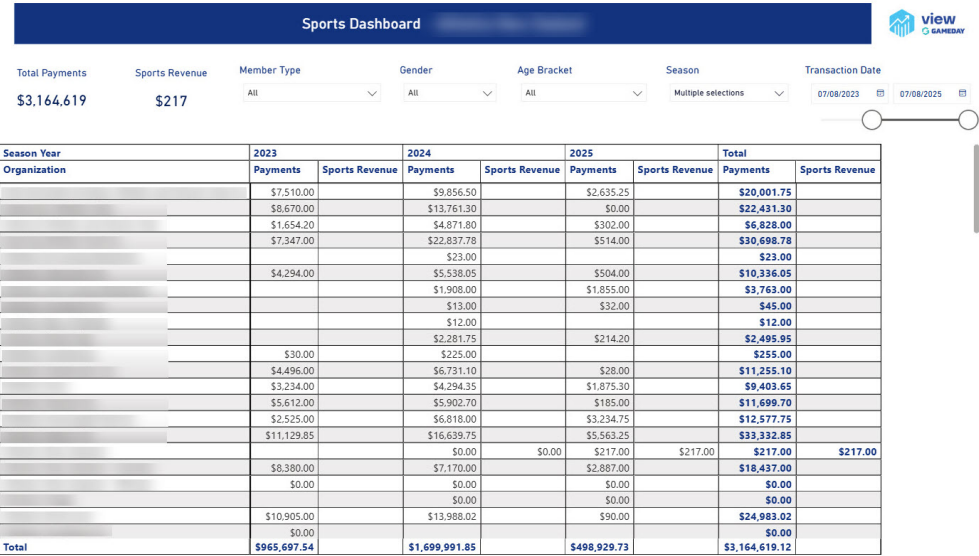 Sports Dashboard
view
GAMEDAY
Total Payments
Sports Revenue
Member Type
Gender
Age Bracket
Season
Transaction Date
$3,164,619
$217
All
All
All
Multiple selections
07/08/2023
07/08/2025
Season Year 2023 2024 2025 Total
Organization Payments Sports Revenue Payments Sports Revenue Payments Sports Revenue Payments Sports Revenue
$7,510.00 $9,856.50 $2,635.25 $20,001.75
$8,670.00 $13,761.30 $0.00 $22,431.30
$1,654.20 $4,871.80 $302.00 $6,828.00
$7,347.00 $22,837.78 $514.00 $30,698.78
$23.00 $23.00
$4,294.00 $5,538.05 $504.00 $10,336.05
$1,908.00 $1,855.00 $3,763.00
$13.00 $32.00 $45.00
$12.00 $12.00
$2,281.75 $214.20 $2,495.95
$30.00 $225.00 $255.00
$4,496.00 $6,731.10 $28.00 $11,255.10
$3,234.00 $4,294.35 $1,875.30 $9,403.65
$5,612.00 $5,902.70 $185.00 $11,699.70
$2,525.00 $6,818.00 $3,234.75 $12,577.75
$11,129.85 $16,639.75 $5,563.25 $33,332.85
$0.00 $0.00 $217.00 $217.00 $217.00 $217.00
$8,380.00 $7,170.00 $2,887.00 $18,437.00
$0.00 $0.00 $0.00 $0.00
$0.00 $0.00 $0.00
$10,905.00 $13,988.02 $90.00 $24,983.02
$0.00 $0.00
Total $965,697.54 $1,699,991.85 $498,929.73 $3,164,619.12